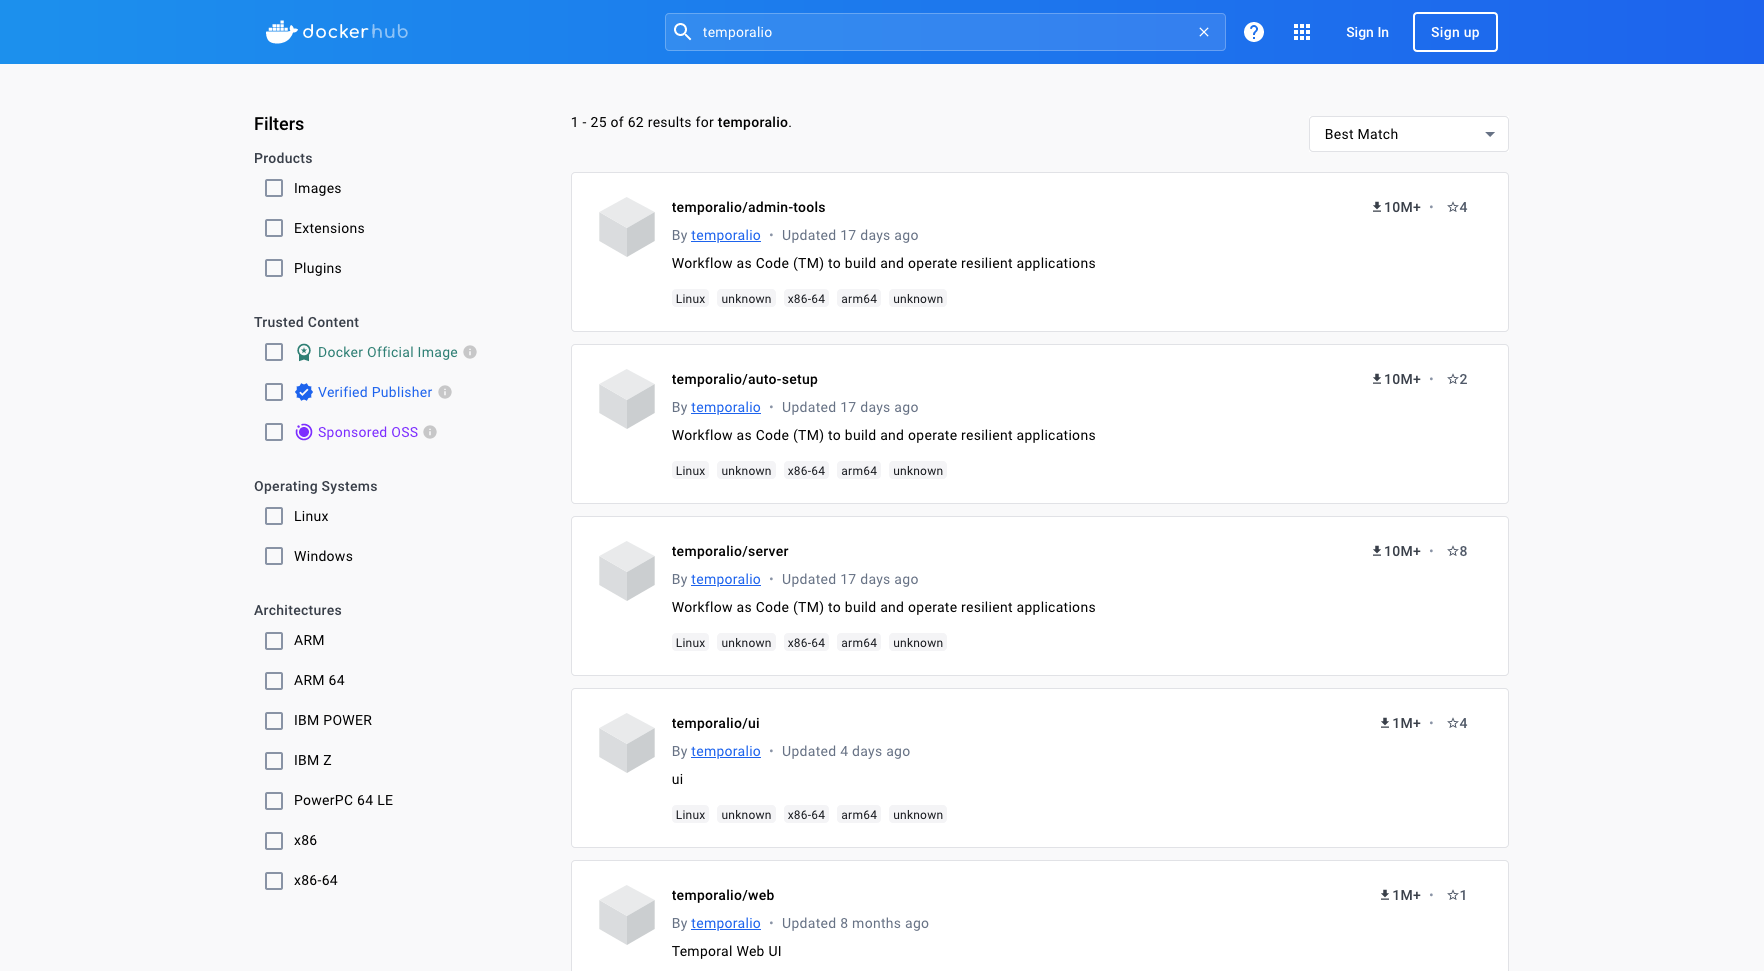 dockerhub
temporalio
Sign In
Sign up
Filters
Products
Images
Extensions
Plugins
Trusted Content
Docker Official Image
Verified Publisher
Sponsored OSS
Operating Systems
Linux
Windows
Architectures
ARM
ARM 64
IBM POWER
IBM Z
PowerPC 64 LE
x86
x86-64
1 - 25 of 62 results for temporalio.
Best Match
temporalio/admin-tools
10M+ • 4
By temporalio • Updated 17 days ago
Workflow as Code (TM) to build and operate resilient applications
Linux unknown x86-64 arm64 unknown
temporalio/auto-setup
10M+ • 2
By temporalio • Updated 17 days ago
Workflow as Code (TM) to build and operate resilient applications
Linux unknown x86-64 arm64 unknown
temporalio/server
10M+ • 8
By temporalio • Updated 17 days ago
Workflow as Code (TM) to build and operate resilient applications
Linux unknown x86-64 arm64 unknown
temporalio/ui
1M+ • 4
By temporalio • Updated 4 days ago
ui
Linux unknown x86-64 arm64 unknown
temporalio/web
1M+ • 1
By temporalio • Updated 8 months ago
Temporal Web UI